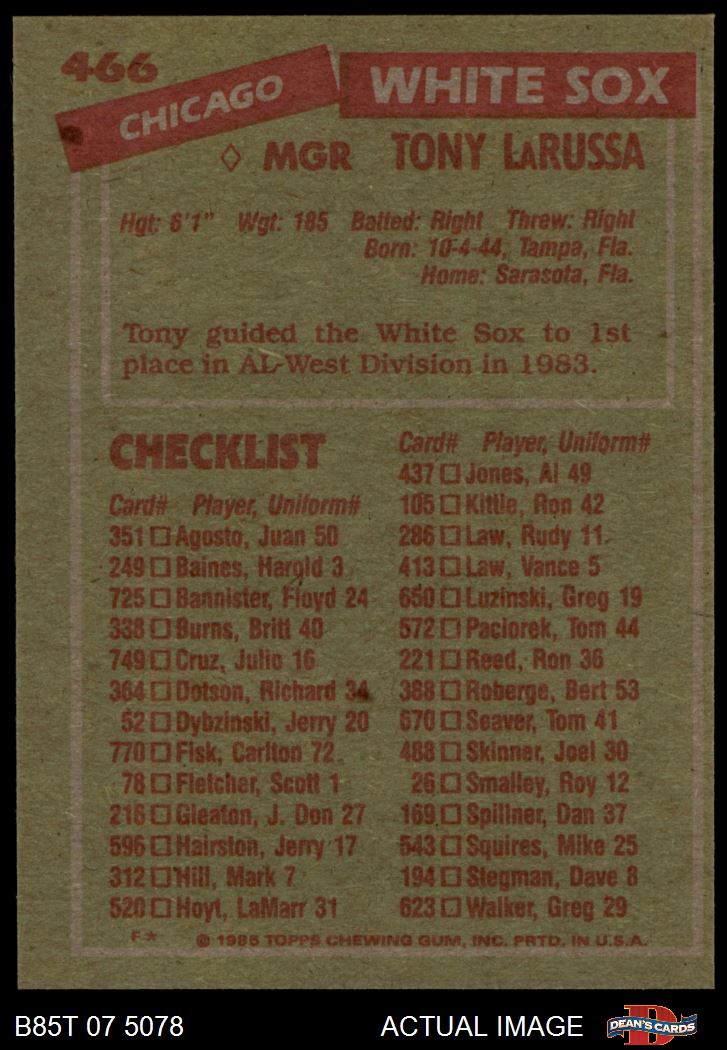 466
CHICAGO WHITE SOX
MGR TONY LaRUSSA
Hgt: 6'1" Wgt: 185 Batted: Right Threw: Right
Born: 10-4-44, Tampa, Fla.
Home: Sarasota, Fla.
Tony guided the White Sox to 1st
place in AL-West Division in 1983.
CHECKLIST
Card# Player, Uniform#
351 Agosto, Juan 50
249 Baines, Harold 3
725 Bannister, Floyd 24
338 Burns, Britt 40
749 Cruz, Julio 16
364 Dotson, Richard 34
52 Dybzinski, Jerry 20
770 Fisk, Carlton 72
78 Fletcher, Scott 1
216 Gleaton, J. Don 27
596 Hairston, Jerry 17
312 Hill, Mark 7
520 Hoyt, LaMarr 31
Card# Player, Uniform#
437 Jones, Al 49
105 Kittle, Ron 42
286 Law, Rudy 11
413 Law, Vance 5
650 Luzinski, Greg 19
572 Paciorek, Tom 44
221 Reed, Ron 36
388 Roberge, Bert 53
670 Seaver, Tom 41
488 Skinner, Joel 30
26 Smalley, Roy 12
169 Spillner, Dan 37
543 Squires, Mike 25
194 Stegman, Dave 8
623 Walker, Greg 29
F* © 1985 TOPPS CHEWING GUM, INC. PRTD. IN U.S.A.
B85T 07 5078 ACTUAL IMAGE
D
DEAN'S CARDS